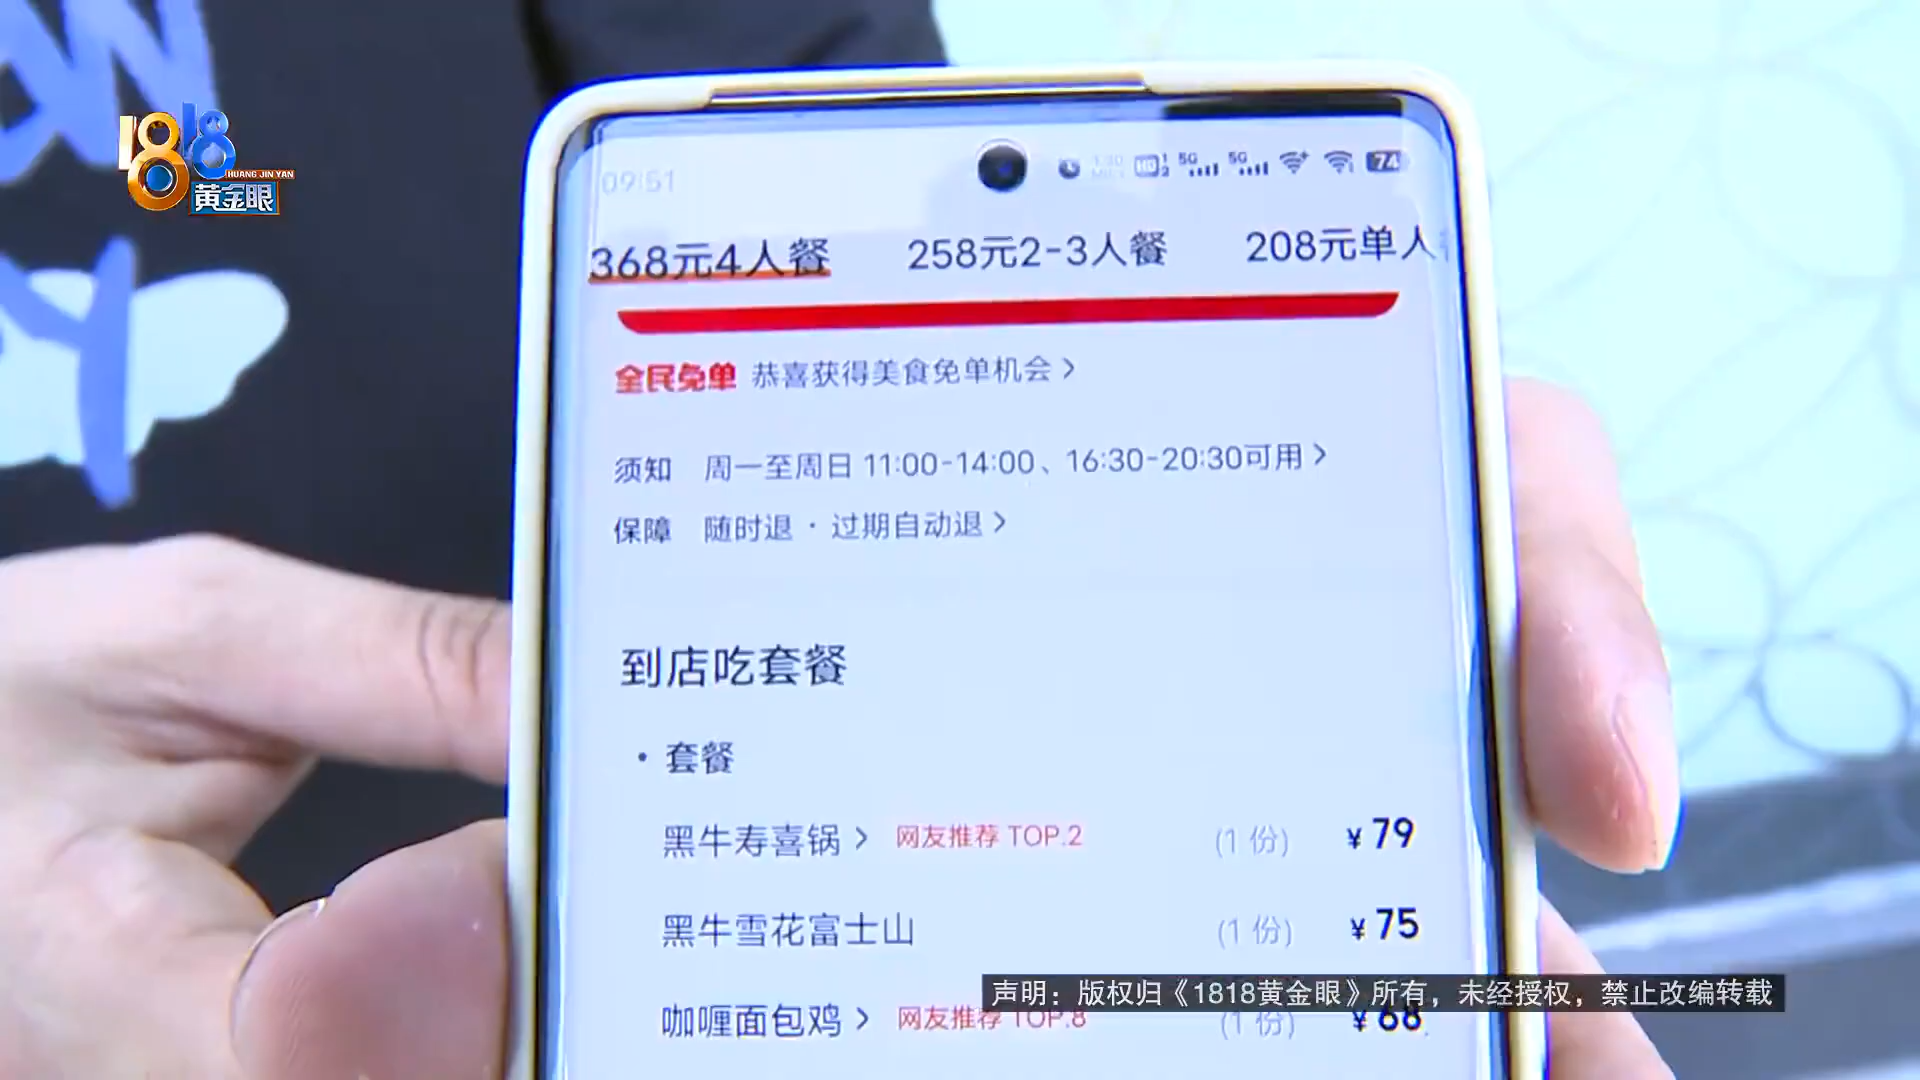 1818
HUANG JIN YAN
黄金眼
09:51
5G 5G 74
368元4人餐 258元2-3人餐 208元单人
全民免单 恭喜获得美食免单机会 >
须知 周一至周日 11:00-14:00、16:30-20:30可用 >
保障 随时退 · 过期自动退 >
到店吃套餐
· 套餐
黑牛寿喜锅 > 网友推荐 TOP.2 (1 份) ¥79
黑牛雪花富士山 (1 份) ¥75
声明：版权归《1818黄金眼》所有，未经授权，禁止改编转载
咖喱面包鸡 > 网友推荐 TOP.8 (1 份) ¥68